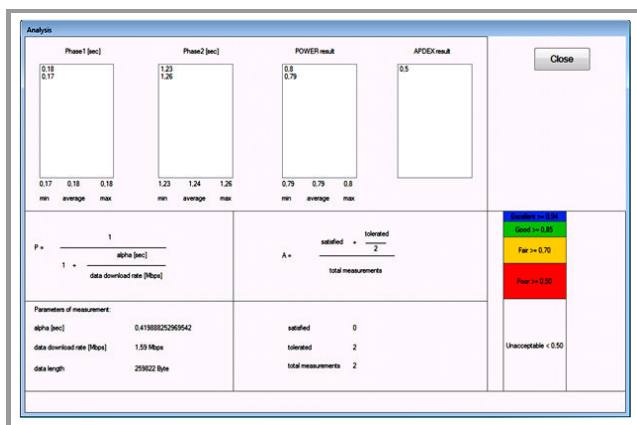 Analysis
Phase1 [sec] Phase2 [sec] POWER result APDEX result
Close
0,18 1,23 0,8 0,5
0,17 1,26 0,79
0,17 0,18 0,18 1,23 1,24 1,26 0,79 0,79 0,8
min average max min average max min average max
P = 1
1 + alpha [sec]
data download rate [Mbps]
A = satisfied + tolerated
2
total measurements
Excellent >= 0,94
Good >= 0,85
Fair >= 0,70
Poor >= 0,50
Unacceptable < 0,50
Parameters of measurement:
alpha [sec] 0,419888252969542
data download rate [Mbps] 1,59 Mbps
data length 259822 Byte
satisfied 0
tolerated 2
total measurements 2